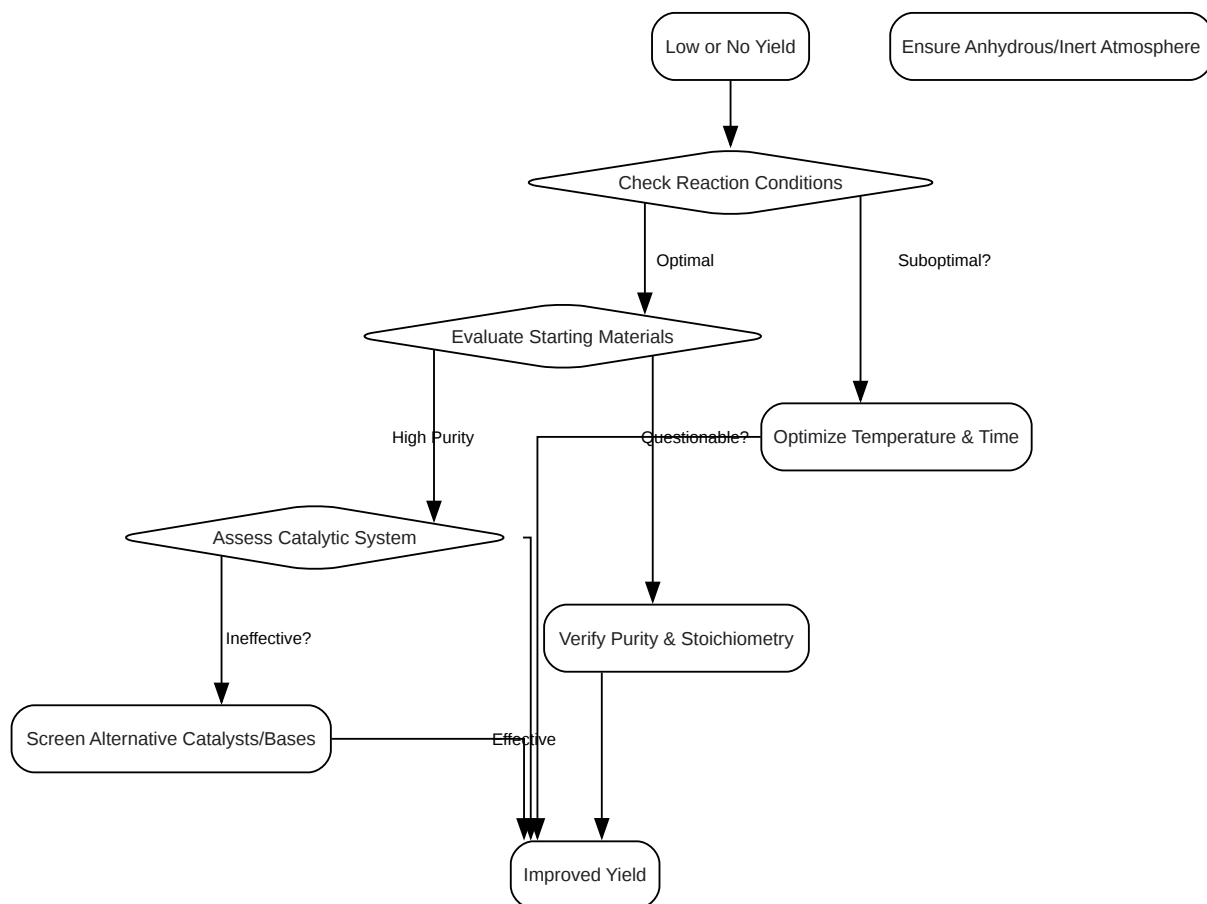 Low or No Yield
Ensure Anhydrous/Inert Atmosphere
Check Reaction Conditions
Optimal
Suboptimal?
Evaluate Starting Materials
High Purity
Questionable?
Optimize Temperature & Time
Assess Catalytic System
Ineffective?
Verify Purity & Stoichiometry
Screen Alternative Catalysts/Bases
Effective
Improved Yield